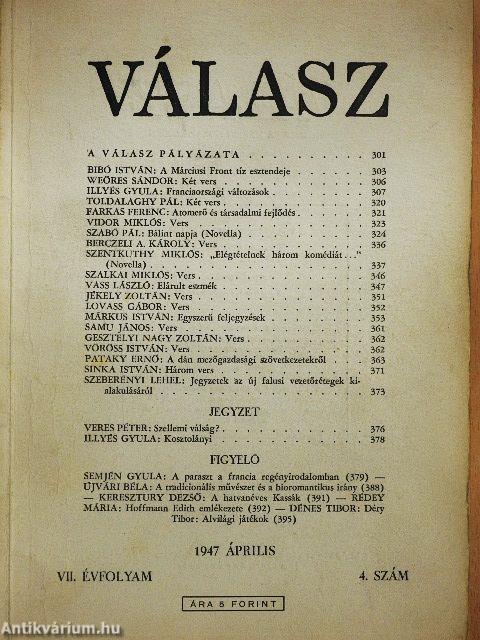 VÁLASZ
A VÁLASZ PÁLYÁZATA . . . . . . . . . . . 301
BIBÓ ISTVÁN: A Márciusi Front tíz esztendeje . . . . . 303
WEÖRES SÁNDOR: Két vers . . . . . . . . . . 306
ILLYÉS GYULA: Franciaországi változások . . . . . . . 307
TOLDALAGHY PÁL: Két vers . . . . . . . . . . 320
FARKAS FERENC: Atomerő és társadalmi fejlődés . . . . . 321
VIDOR MIKLÓS: Vers . . . . . . . . . . . 323
SZABÓ PÁL: Bálint napja (Novella) . . . . . . . . 324
BERCZELI A. KÁROLY: Vers . . . . . . . . . . 336
SZENTKUTHY MIKLÓS: „Elégtételnek három komédiát . . ."
(Novella) . . . . . . . . . . . . . 337
SZALKAI MIKLÓS: Vers . . . . . . . . . . . 346
VASS LÁSZLÓ: Elárult eszmék . . . . . . . . . . 347
JÉKELY ZOLTÁN: Vers . . . . . . . . . . . 351
LOVASS GÁBOR: Vers . . . . . . . . . . . 352
MÁRKUS ISTVÁN: Egyszerű feljegyzések . . . . . . . 353
SAMU JÁNOS: Vers . . . . . . . . . . . . 361
GESZTELYI NAGY ZOLTÁN: Vers . . . . . . . . . 362
VÖRÖSS ISTVÁN: Vers . . . . . . . . . . . 362
PATAKY ERNŐ: A dán mezőgazdasági szövetkezetekről . . . 363
SINKA ISTVÁN: Három vers . . . . . . . . . . 371
SZEBERÉNYI LEHEL: Jegyzetek az új falusi vezetőrétegek ki-
alakulásáról . . . . . . . . . . . . . 373
JEGYZET
VERES PÉTER: Szellemi válság? . . . . . . . . . 376
ILLYÉS GYULA: Kosztolányi . . . . . . . . . . 378
FIGYELŐ
SEMJÉN GYULA: A paraszt a francia regényirodalomban (379) —
UJVÁRI BÉLA: A tradicionális művészet és a bioromantikus irány (388)
— KERESZTURY DEZSŐ: A hatvanéves Kassák (391) — RÉDEY
MÁRIA: Hoffmann Edith emlékezete (392) — DÉNES TIBOR: Déry
Tibor: Alvilági játékok (395)
1947 ÁPRILIS
VII. ÉVFOLYAM 4. SZÁM
ÁRA 5 FORINT
Antikvárium.hu